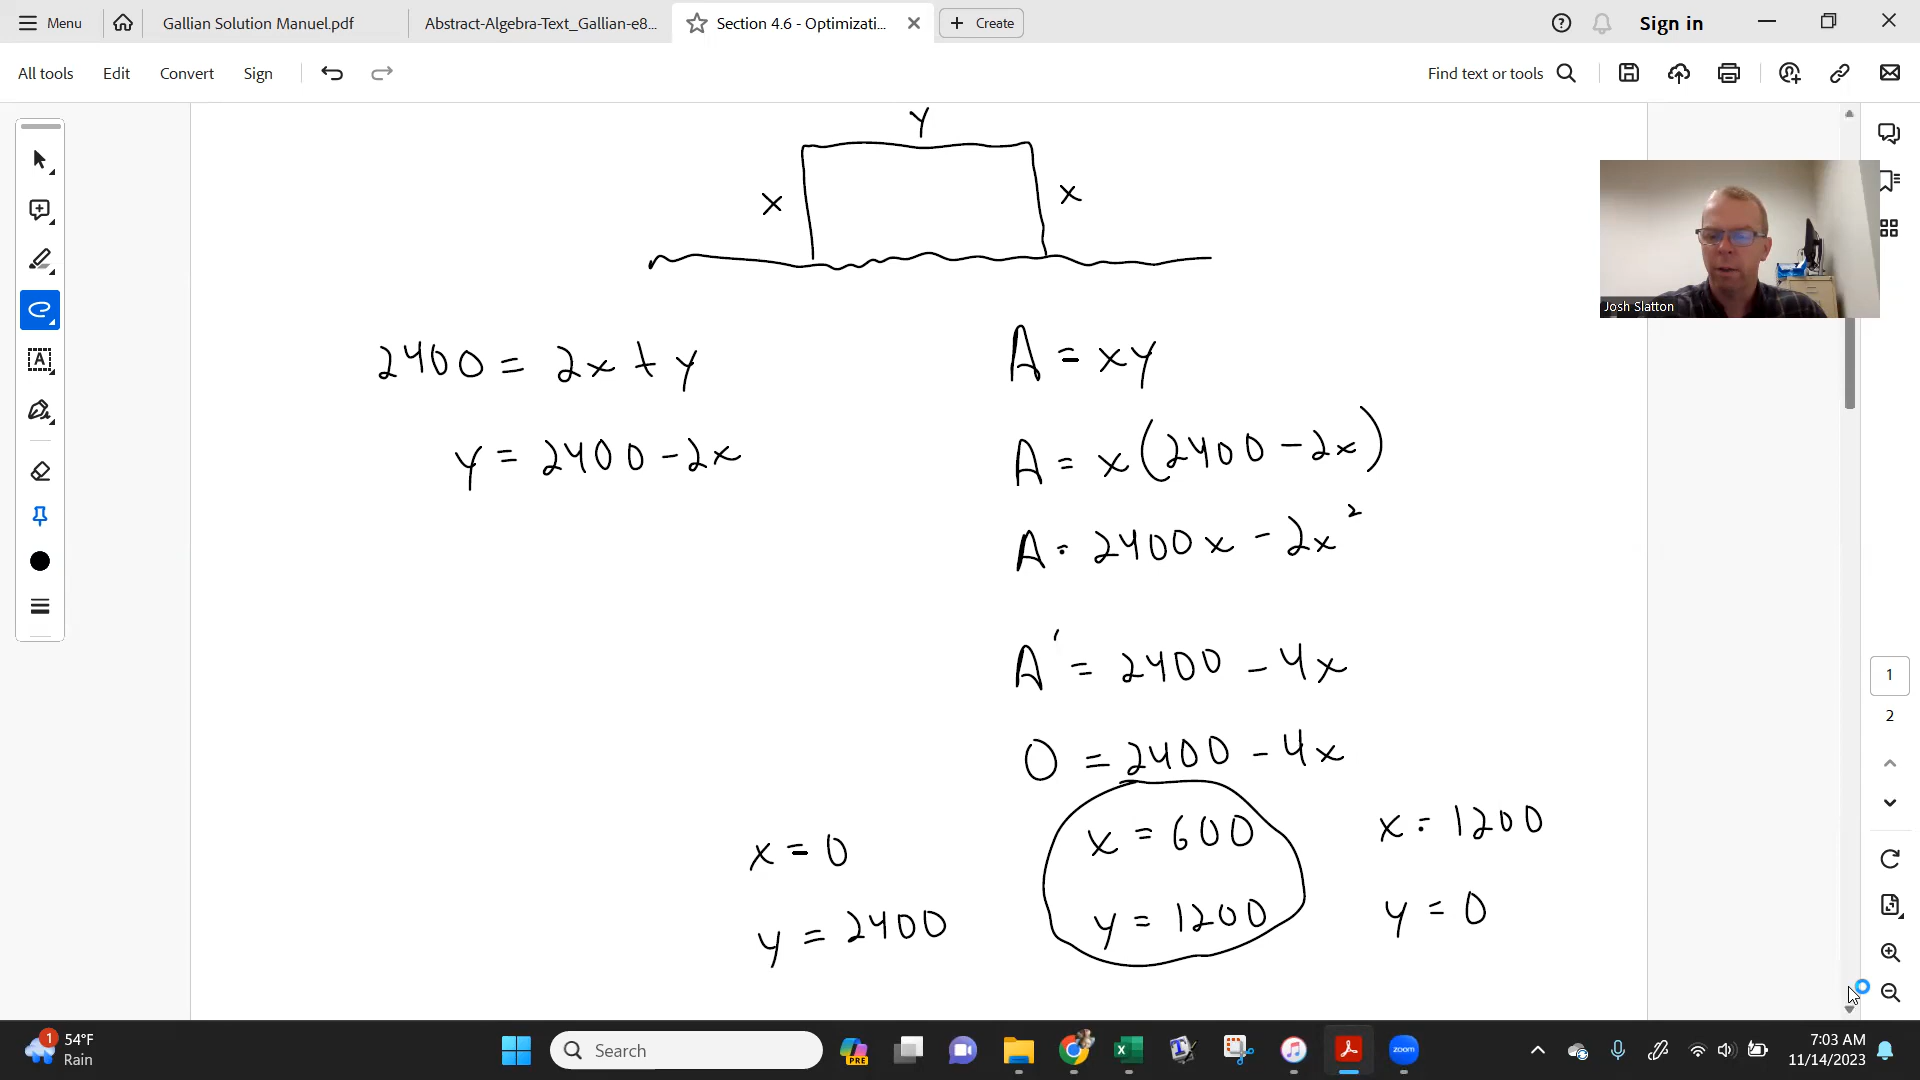 Menu
Gallian Solution Manuel.pdf
Abstract-Algebra-Text_Gallian-e8...
Section 4.6 - Optimizati...
Create
Sign in
All tools
Edit
Convert
Sign
Find text or tools
y
x
x
Josh Slatton
2400 = 2x + y
y = 2400 - 2x
A = xy
A = x(2400 - 2x)
A = 2400x - 2x²
A' = 2400 - 4x
0 = 2400 - 4x
x = 0
y = 2400
x = 600
y = 1200
x = 1200
y = 0
A
1
2
1
54°F
Rain
Search
PRE
zoom
7:03 AM
11/14/2023